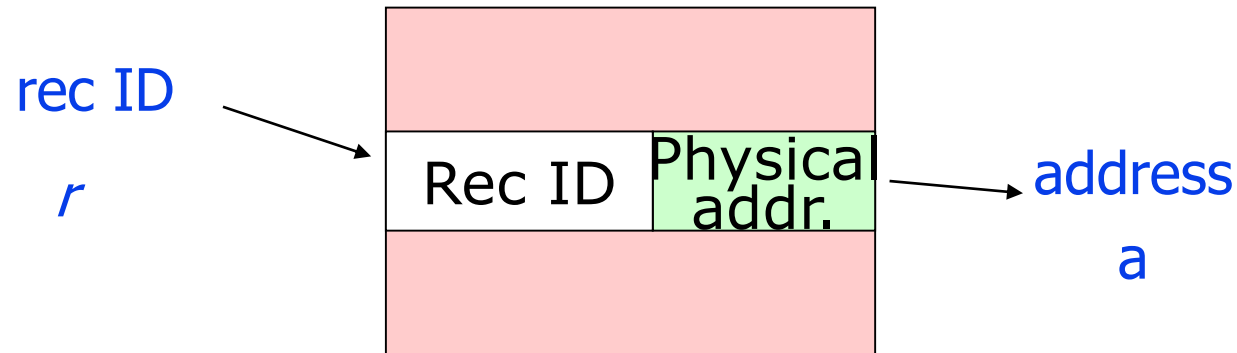 rec ID
r
Rec ID
Physical
addr.
address
a